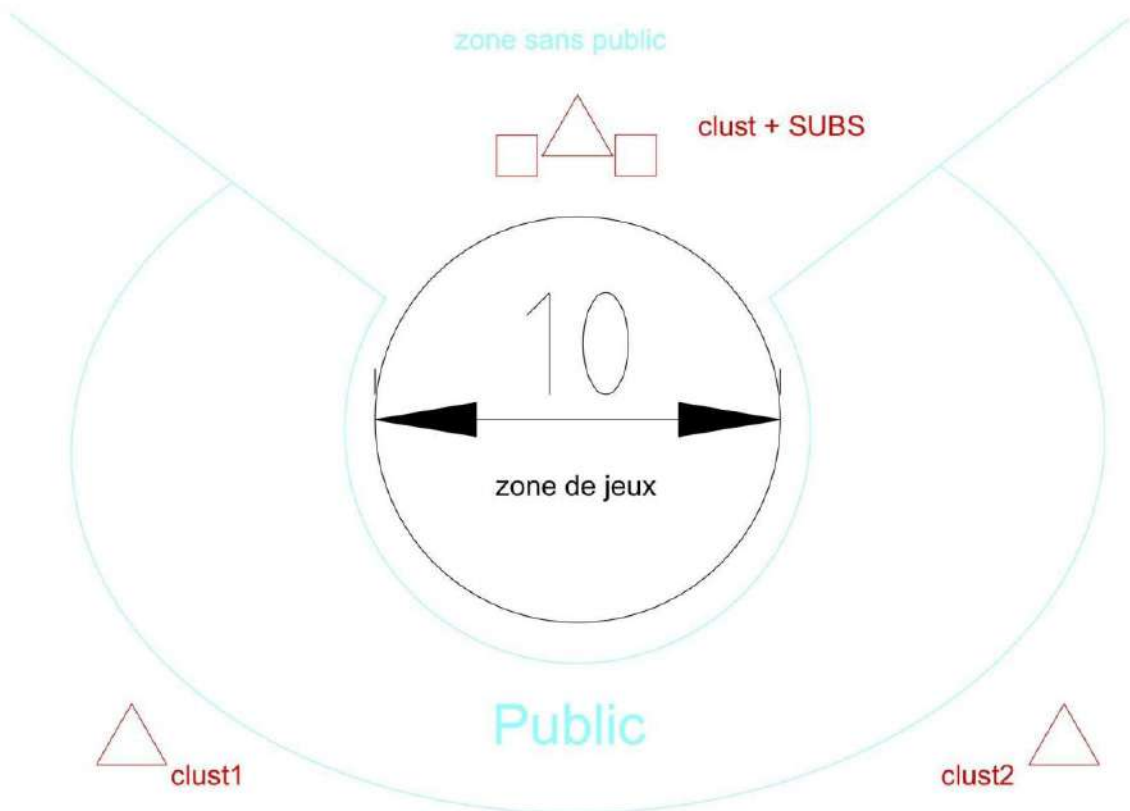 zone sans public
clust + SUBS
10
zone de jeux
Public
clust1
clust2